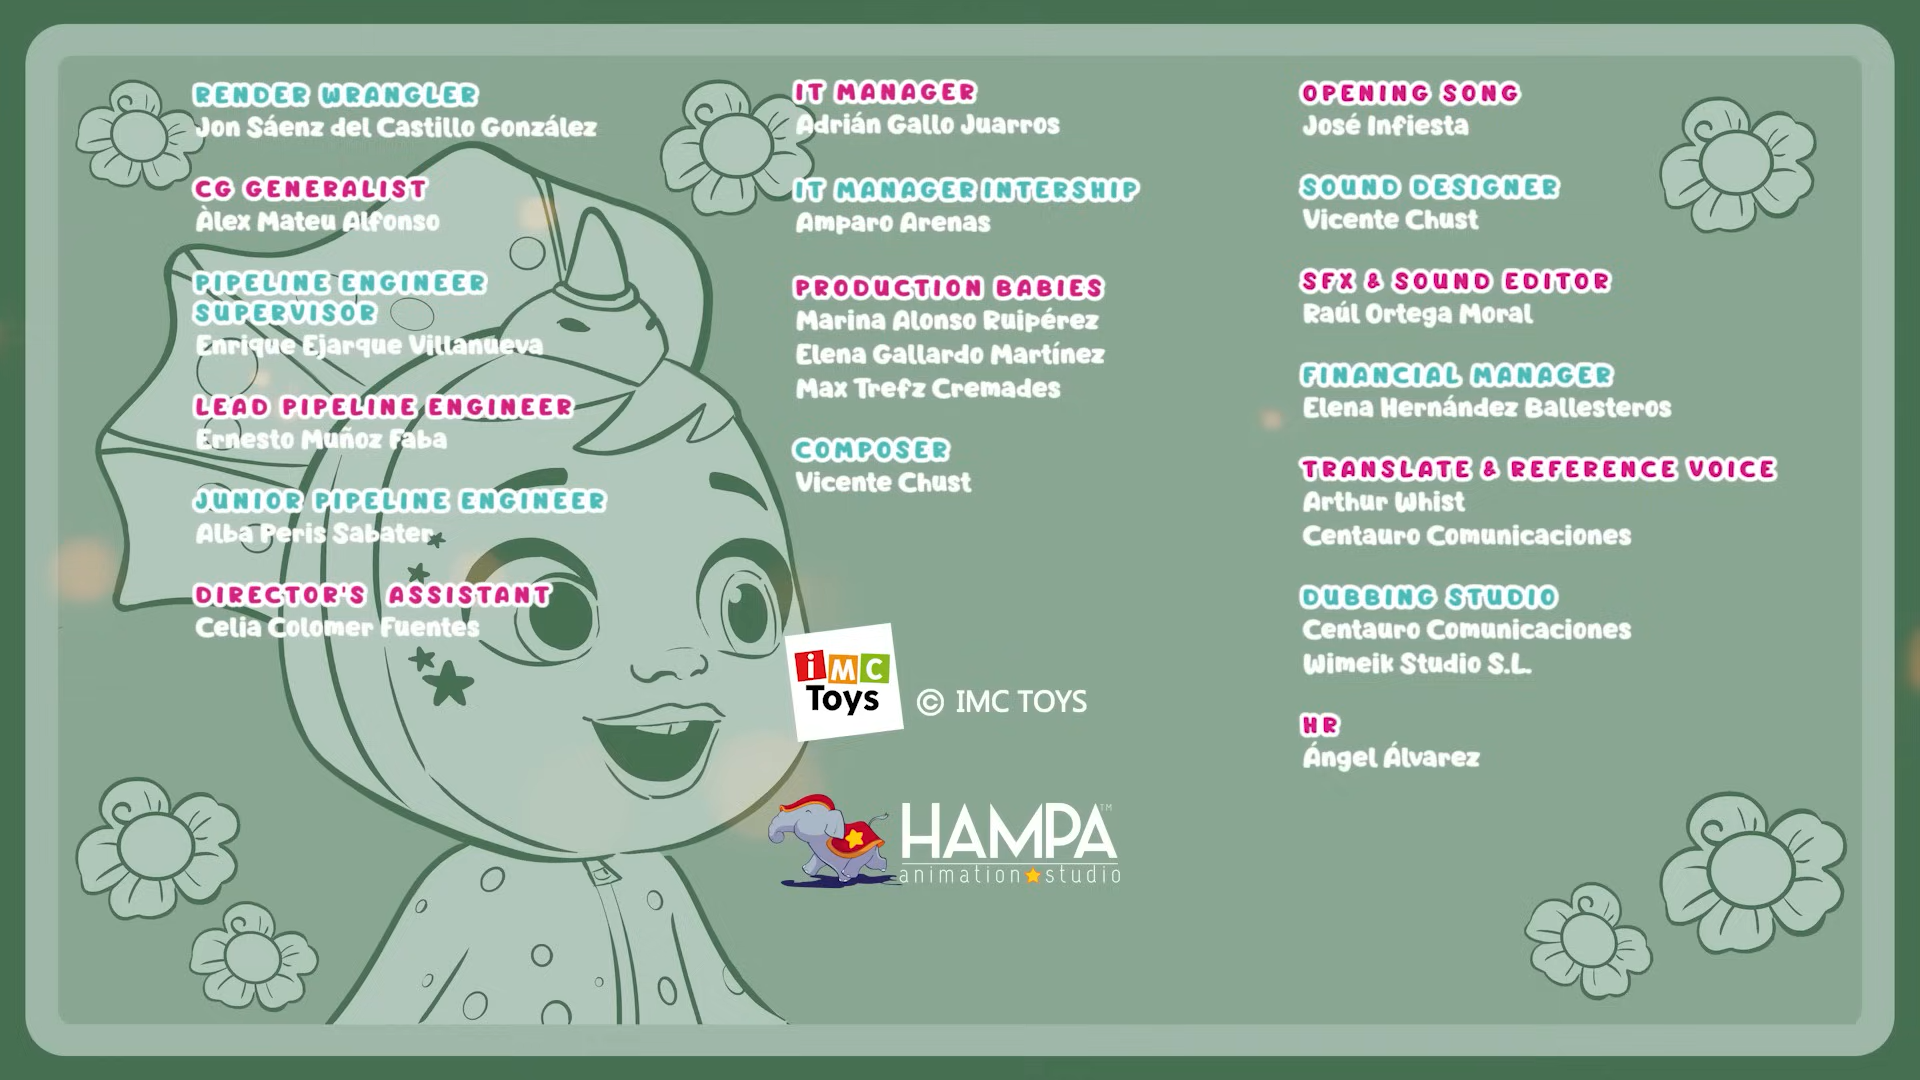 RENDER WRANGLER
Jon Sáenz del Castillo González
CG GENERALIST
Àlex Mateu Alfonso
PIPELINE ENGINEER
SUPERVISOR
Enrique Ejarque Villanueva
LEAD PIPELINE ENGINEER
Ernesto Muñoz Faba
JUNIOR PIPELINE ENGINEER
Alba Peris Sabater
DIRECTOR'S ASSISTANT
Celia Colomer Fuentes
IT MANAGER
Adrián Gallo Juarros
IT MANAGER INTERSHIP
Amparo Arenas
PRODUCTION BABIES
Marina Alonso Ruipérez
Elena Gallardo Martínez
Max Trefz Cremades
COMPOSER
Vicente Chust
iMC
Toys
© IMC TOYS
HAMPA™
animation studio
OPENING SONG
José Infiesta
SOUND DESIGNER
Vicente Chust
SFX & SOUND EDITOR
Raúl Ortega Moral
FINANCIAL MANAGER
Elena Hernández Ballesteros
TRANSLATE & REFERENCE VOICE
Arthur Whist
Centauro Comunicaciones
DUBBING STUDIO
Centauro Comunicaciones
Wimeik Studio S.L.
HR
Ángel Álvarez